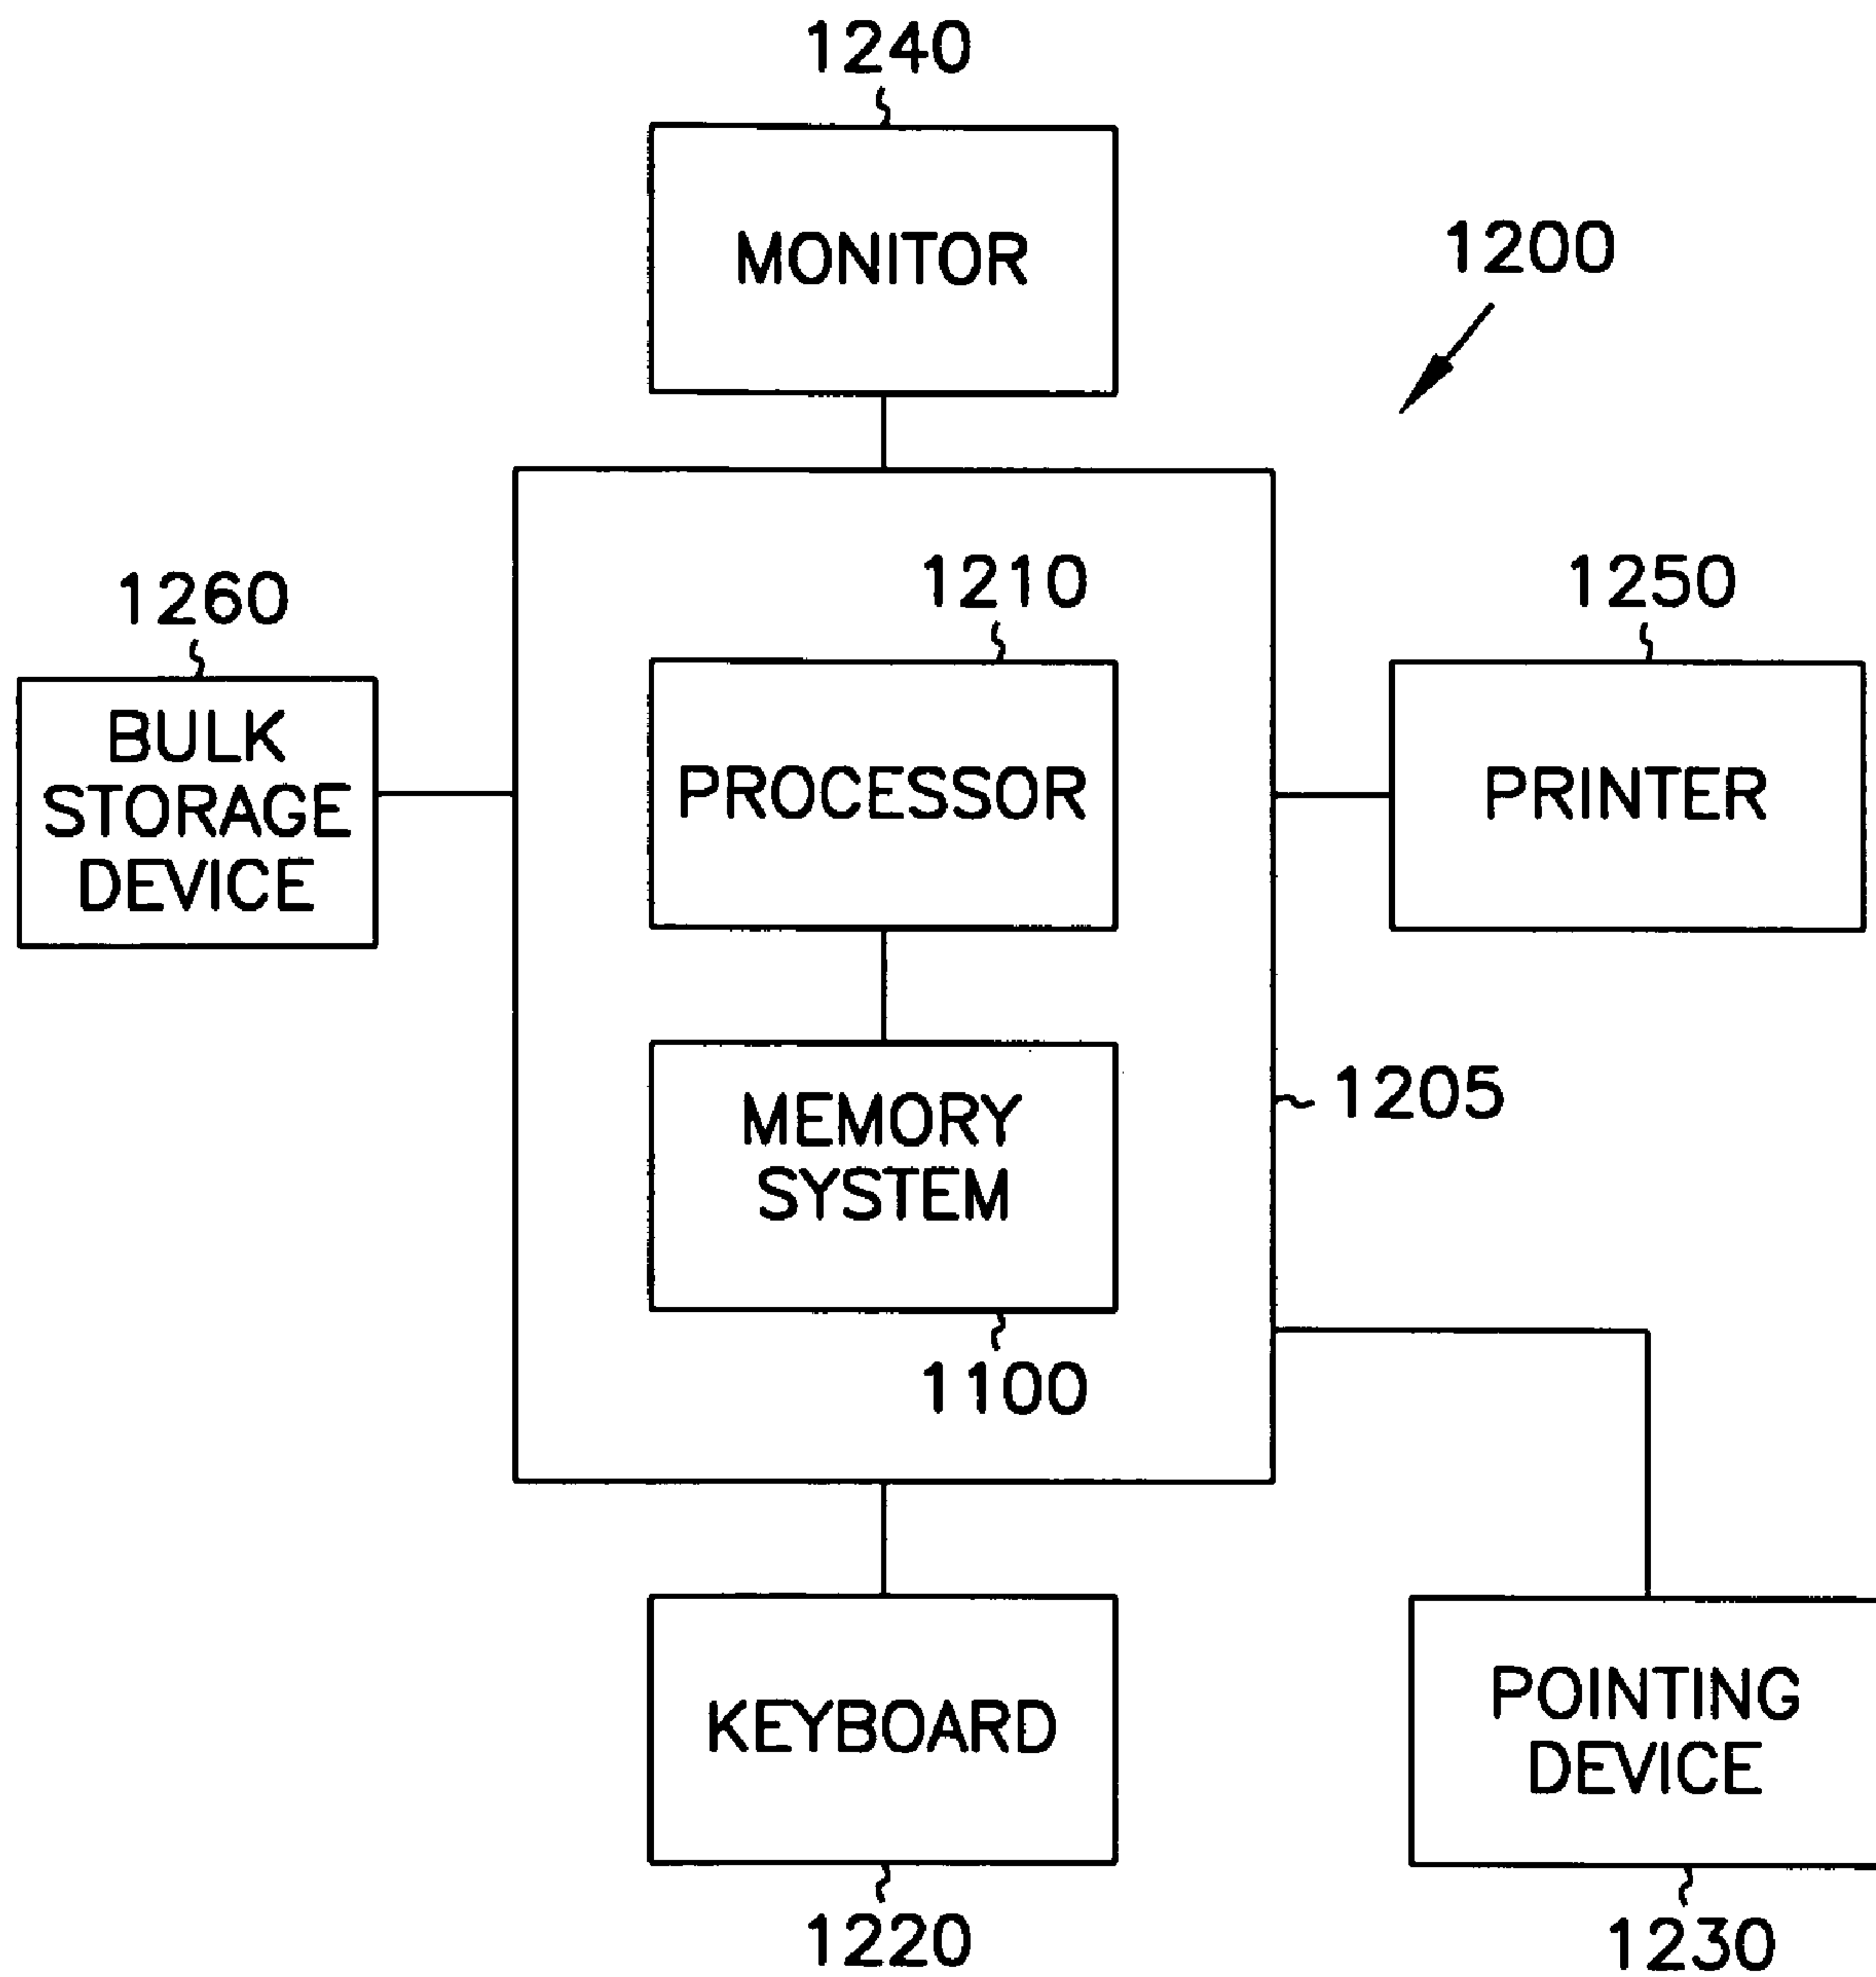 1240
MONITOR
1200
1260
BULK
STORAGE
DEVICE
1210
PROCESSOR
1250
PRINTER
MEMORY
SYSTEM
1205
1100
KEYBOARD
1220
POINTING
DEVICE
1230